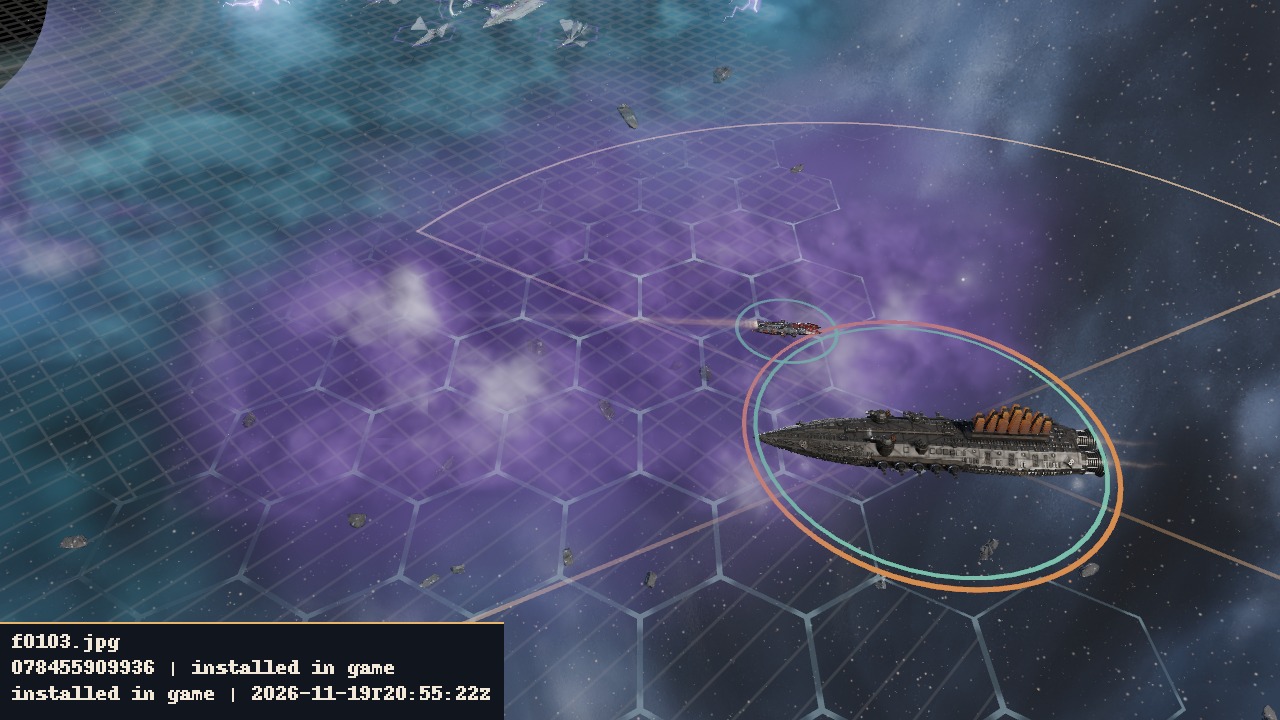 f0103.jpg
078455909936 | installed in game
installed in game | 2026-11-19T20:55:22Z